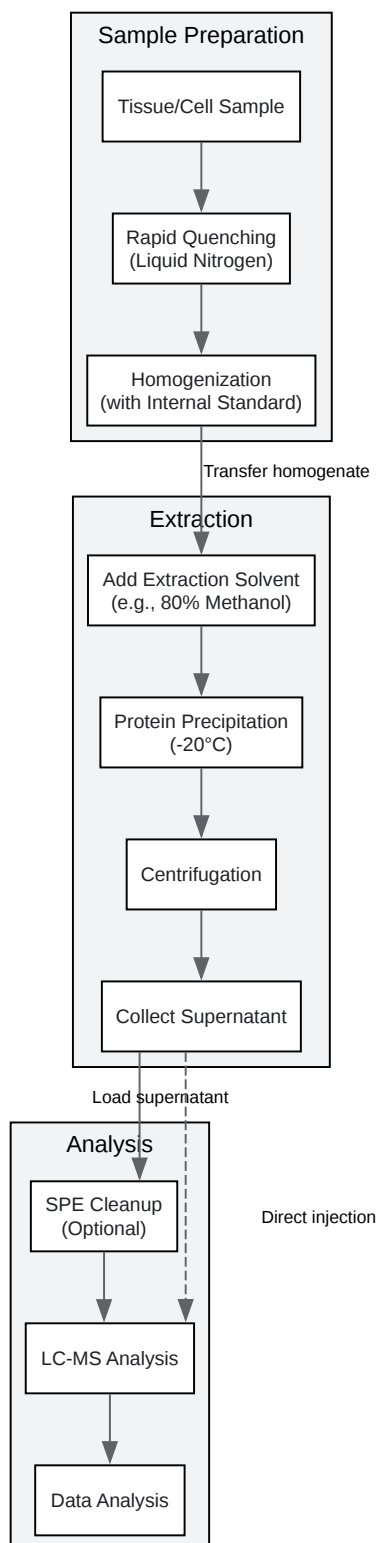 Sample Preparation
Tissue/Cell Sample
Rapid Quenching
(Liquid Nitrogen)
Homogenization
(with Internal Standard)
Transfer homogenate
Extraction
Add Extraction Solvent
(e.g., 80% Methanol)
Protein Precipitation
(-20°C)
Centrifugation
Collect Supernatant
Load supernatant
Analysis
SPE Cleanup
(Optional)
Direct injection
LC-MS Analysis
Data Analysis